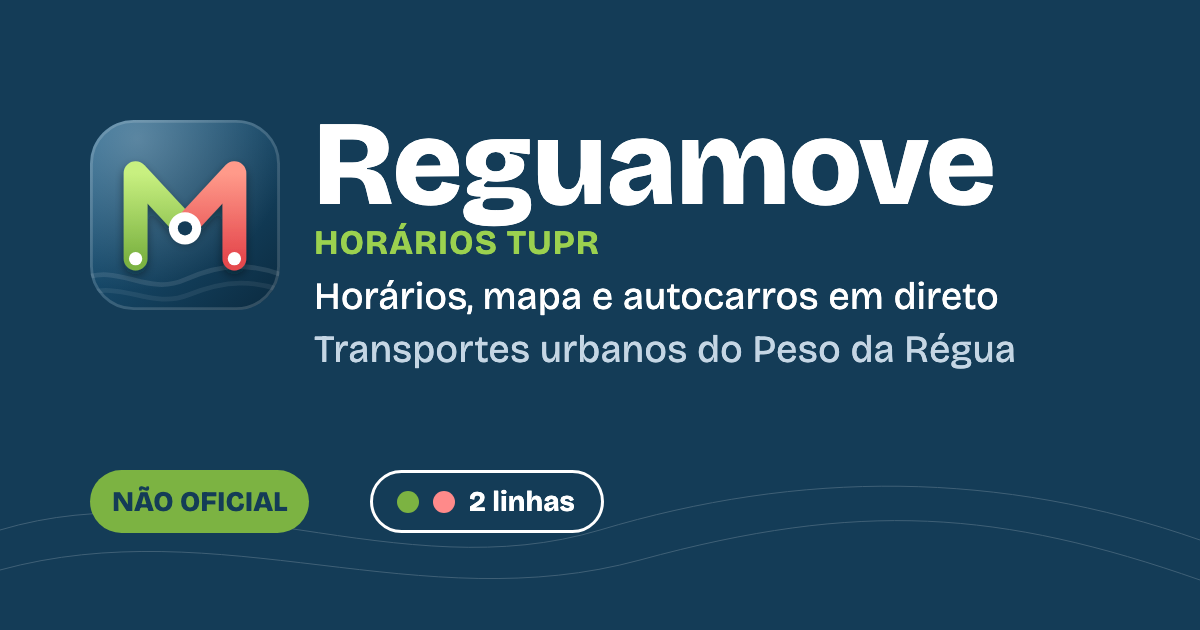 Reguamove
HORÁRIOS TUPR
Horários, mapa e autocarros em direto
Transportes urbanos do Peso da Régua
NÃO OFICIAL
2 linhas